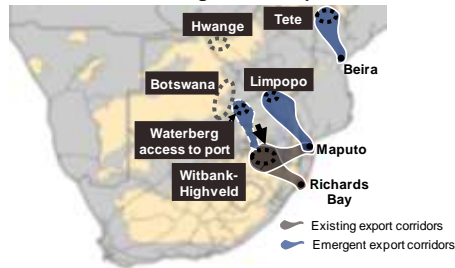 Hwange
Tete
Beira
Botswana
Limpopo
Waterberg
access to port
Maputo
Witbank-
Highveld
Richards
Bay
Existing export corridors
Emergent export corridors